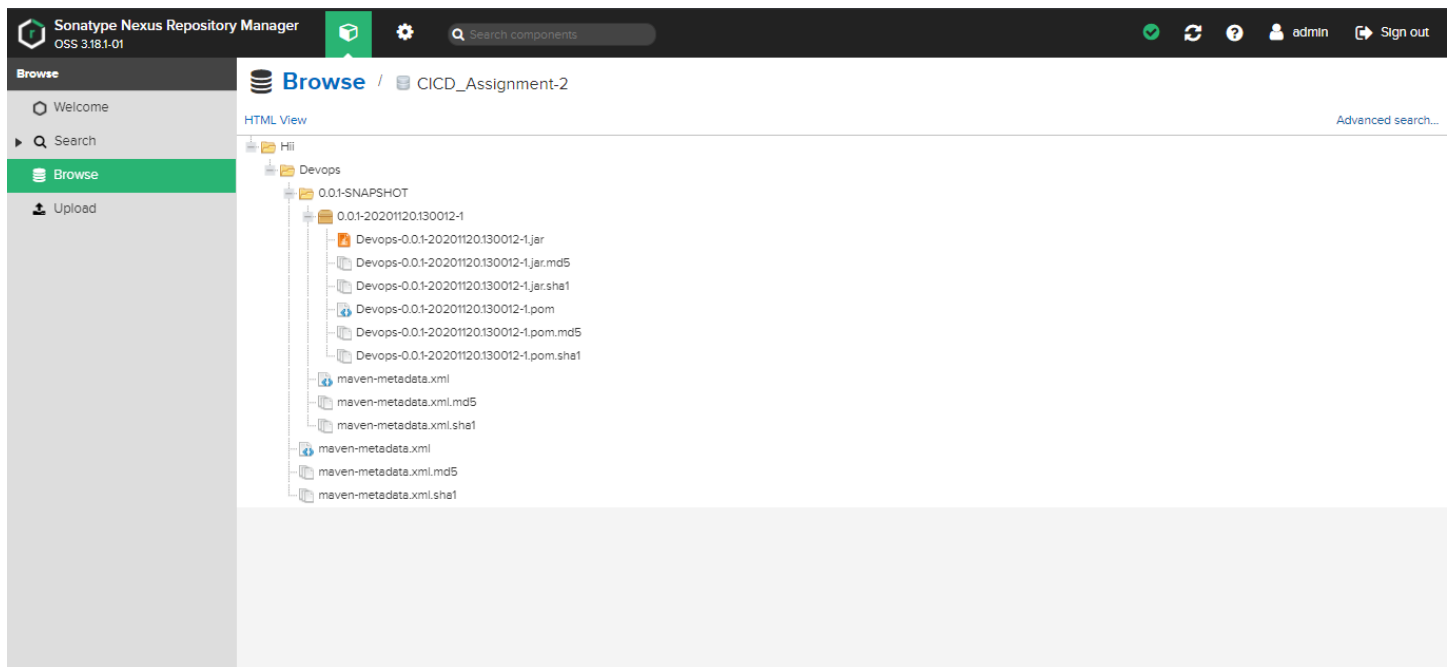 Sonatype Nexus Repository Manager
OSS 3.18.1-01
Search components
admin
Sign out
Browse
Welcome
Search
Browse
Upload
Browse / CICD_Assignment-2
HTML View
Advanced search...
Hii
Devops
0.0.1-SNAPSHOT
0.0.1-20201120.130012-1
Devops-0.0.1-20201120.130012-1.jar
Devops-0.0.1-20201120.130012-1.jar.md5
Devops-0.0.1-20201120.130012-1.jar.sha1
Devops-0.0.1-20201120.130012-1.pom
Devops-0.0.1-20201120.130012-1.pom.md5
Devops-0.0.1-20201120.130012-1.pom.sha1
maven-metadata.xml
maven-metadata.xml.md5
maven-metadata.xml.sha1
maven-metadata.xml
maven-metadata.xml.md5
maven-metadata.xml.sha1